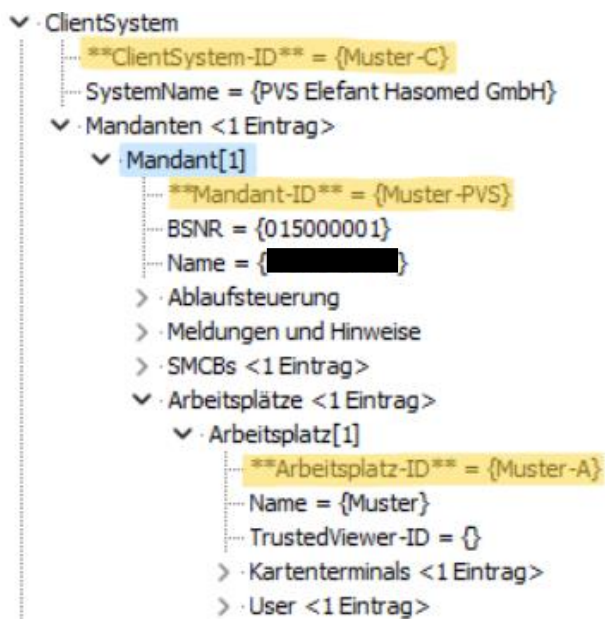 ClientSystem
**ClientSystem-ID** = {Muster-C}
SystemName = {PVS Elefant Hasomed GmbH}
Mandanten <1 Eintrag>
Mandant[1]
**Mandant-ID** = {Muster-PVS}
BSNR = {015000001}
Name = { }
Ablaufsteuerung
Meldungen und Hinweise
SMCBs <1 Eintrag>
Arbeitsplätze <1 Eintrag>
Arbeitsplatz[1]
**Arbeitsplatz-ID** = {Muster-A}
Name = {Muster}
TrustedViewer-ID = {}
Kartenterminals <1 Eintrag>
User <1 Eintrag>